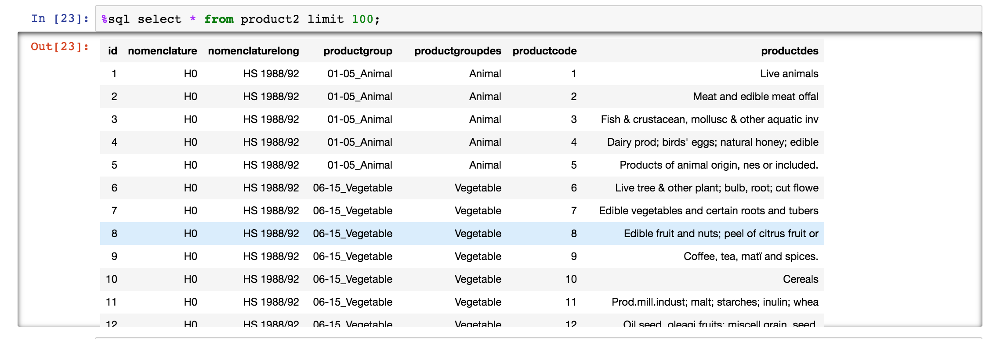 In [23]: %sql select * from product2 limit 100;
Out[23]:
id nomenclature nomenclaturelong productgroup productgroupdes productcode productdes
1 H0 HS 1988/92 01-05_Animal Animal 1 Live animals
2 H0 HS 1988/92 01-05_Animal Animal 2 Meat and edible meat offal
3 H0 HS 1988/92 01-05_Animal Animal 3 Fish & crustacean, mollusc & other aquatic inv
4 H0 HS 1988/92 01-05_Animal Animal 4 Dairy prod; birds' eggs; natural honey; edible
5 H0 HS 1988/92 01-05_Animal Animal 5 Products of animal origin, nes or included.
6 H0 HS 1988/92 06-15_Vegetable Vegetable 6 Live tree & other plant; bulb, root; cut flowe
7 H0 HS 1988/92 06-15_Vegetable Vegetable 7 Edible vegetables and certain roots and tubers
8 H0 HS 1988/92 06-15_Vegetable Vegetable 8 Edible fruit and nuts; peel of citrus fruit or
9 H0 HS 1988/92 06-15_Vegetable Vegetable 9 Coffee, tea, matï and spices.
10 H0 HS 1988/92 06-15_Vegetable Vegetable 10 Cereals
11 H0 HS 1988/92 06-15_Vegetable Vegetable 11 Prod.mill.indust; malt; starches; inulin; whea
12 H0 HS 1988/92 06-15_Vegetable Vegetable 12 Oil seed, oleagi fruits; miscell grain, seed,